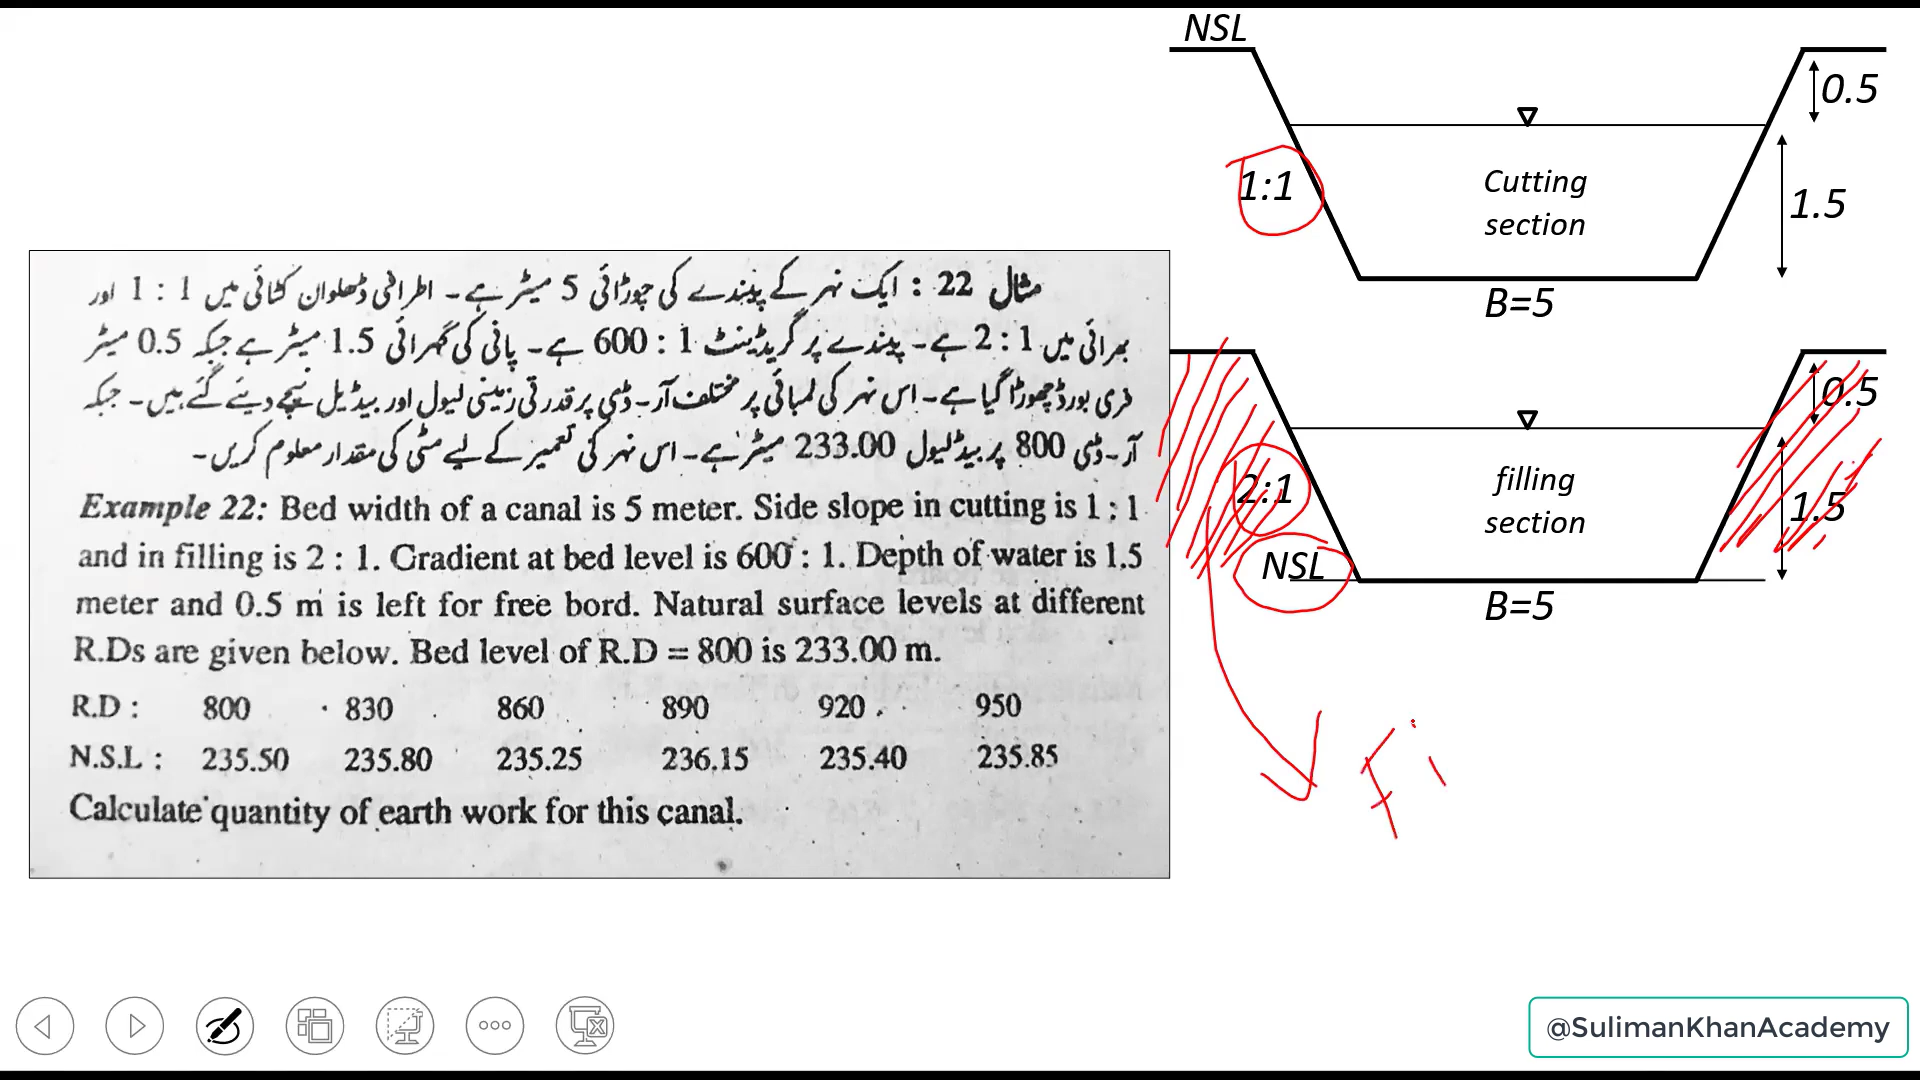 NSL
0.5
1:1
Cutting
section
1.5
B=5
مثال 22 : ایک نہر کے پیندے کی چوڑائی 5 میٹر ہے۔ اطرافی ڈھلوان کٹائی میں 1 : 1 اور
بھرائی میں 1 : 2 ہے۔ پیندے پر گریڈینٹ 1 : 600 ہے۔ پانی کی گہرائی 1.5 میٹر ہے جبکہ 0.5 میٹر
فری بورڈ چھوڑا گیا ہے۔ اس نہر کی لمبائی پر مختلف آر۔ڈی پر قدرتی زمینی لیول اور بیڈ لیول نیچے دیئے گئے ہیں۔ جبکہ
آر۔ڈی 800 پر بیڈ لیول 233.00 میٹر ہے۔ اس نہر کی تعمیر کے لیے مٹی کی مقدار معلوم کریں۔
Example 22: Bed width of a canal is 5 meter. Side slope in cutting is 1 : 1
and in filling is 2 : 1. Gradient at bed level is 600 : 1. Depth of water is 1.5
meter and 0.5 m is left for free bord. Natural surface levels at different
R.Ds are given below. Bed level of R.D = 800 is 233.00 m.
R.D : 800 830 860 890 920 950
N.S.L : 235.50 235.80 235.25 236.15 235.40 235.85
Calculate quantity of earth work for this canal.
0.5
2:1
filling
section
1.5
NSL
B=5
Fi
@SulimanKhanAcademy